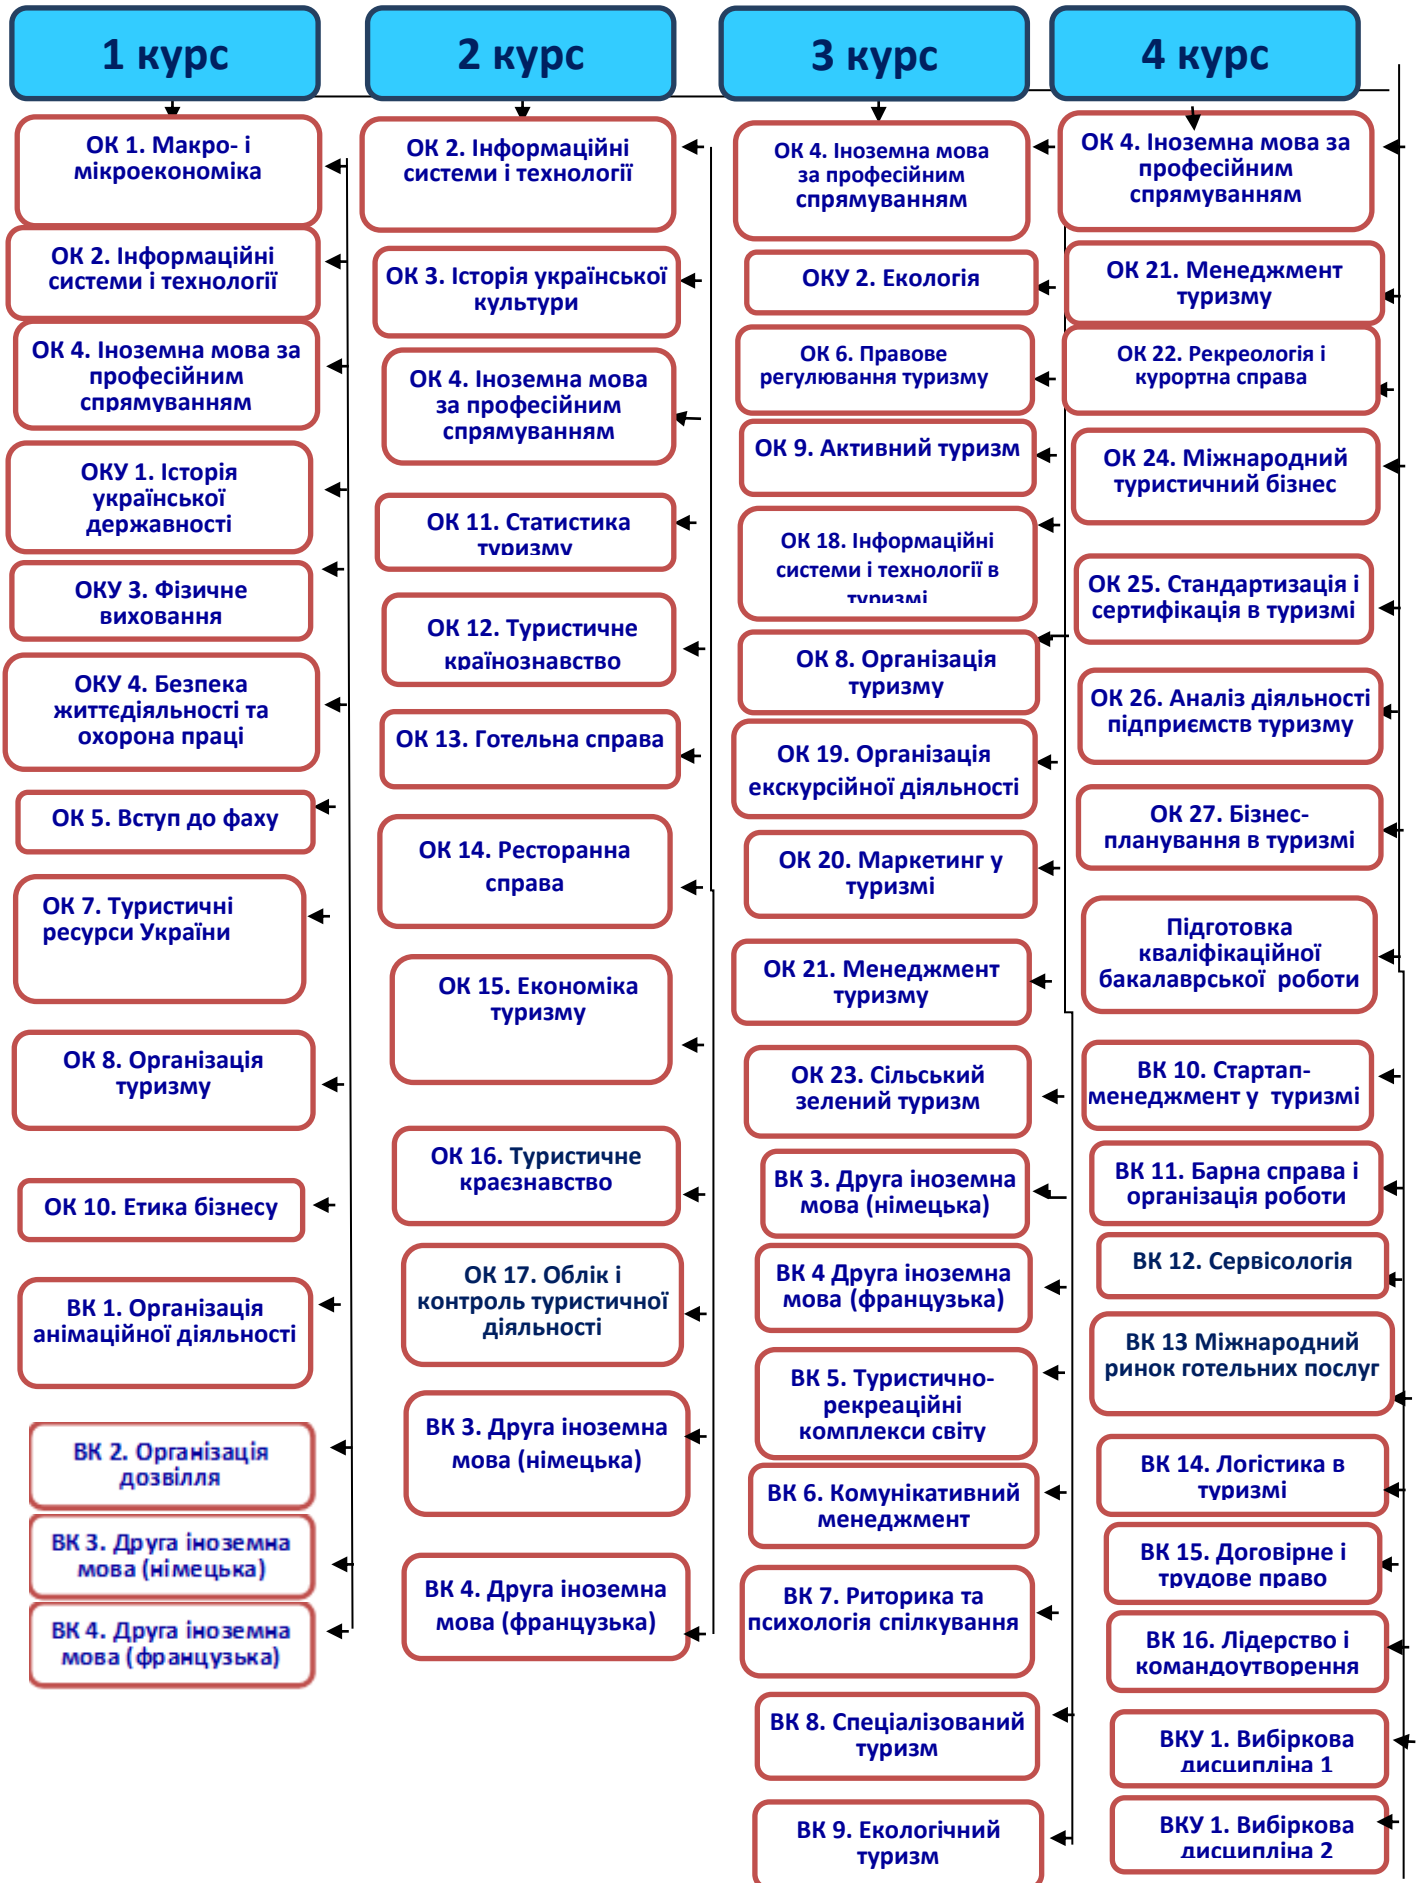 1 курс
ОК 1. Макро- і
мікроекономіка
ОК 2. Інформаційні
системи і технології
ОК 4. Іноземна мова за
професійним
спрямуванням
ОКУ 1. Історія
української
державності
ОКУ 3. Фізичне
виховання
ОКУ 4. Безпека
життєдіяльності та
охорона праці
ОК 5. Вступ до фаху
ОК 7. Туристичні
ресурси України
ОК 8. Організація
туризму
ОК 10. Етика бізнесу
ВК 1. Організація
анімаційної діяльності
ВК 2. Організація
дозвілля
ВК 3. Друга іноземна
мова (німецька)
ВК 4. Друга іноземна
мова (французька)
2 курс
ОК 2. Інформаційні
системи і технології
ОК 3. Історія української
культури
ОК 4. Іноземна мова
за професійним
спрямуванням
ОК 11. Статистика
туризму
ОК 12. Туристичне
країнознавство
ОК 13. Готельна справа
ОК 14. Ресторанна
справа
ОК 15. Економіка
туризму
ОК 16. Туристичне
краєзнавство
ОК 17. Облік і
контроль туристичної
діяльності
ВК 3. Друга іноземна
мова (німецька)
ВК 4. Друга іноземна
мова (французька)
3 курс
ОК 4. Іноземна мова
за професійним
спрямуванням
ОКУ 2. Екологія
ОК 6. Правове
регулювання туризму
ОК 9. Активний туризм
ОК 18. Інформаційні
системи і технології в
туризмі
ОК 8. Організація
туризму
ОК 19. Організація
екскурсійної діяльності
ОК 20. Маркетинг у
туризмі
ОК 21. Менеджмент
туризму
ОК 23. Сільський
зелений туризм
ВК 3. Друга іноземна
мова (німецька)
ВК 4 Друга іноземна
мова (французька)
ВК 5. Туристично-
рекреаційні
комплекси світу
ВК 6. Комунікативний
менеджмент
ВК 7. Риторика та
психологія спілкування
ВК 8. Спеціалізований
туризм
ВК 9. Екологічний
туризм
4 курс
ОК 4. Іноземна мова за
професійним
спрямуванням
ОК 21. Менеджмент
туризму
ОК 22. Рекреологія і
курортна справа
ОК 24. Міжнародний
туристичний бізнес
ОК 25. Стандартизація і
сертифікація в туризмі
ОК 26. Аналіз діяльності
підприємств туризму
ОК 27. Бізнес-
планування в туризмі
Підготовка
кваліфікаційної
бакалаврської роботи
ВК 10. Стартап-
менеджмент у туризмі
ВК 11. Барна справа і
організація роботи
ВК 12. Сервісологія
ВК 13 Міжнародний
ринок готельних послуг
ВК 14. Логістика в
туризмі
ВК 15. Договірне і
трудове право
ВК 16. Лідерство і
командоутворення
ВКУ 1. Вибіркова
дисципліна 1
ВКУ 1. Вибіркова
дисципліна 2